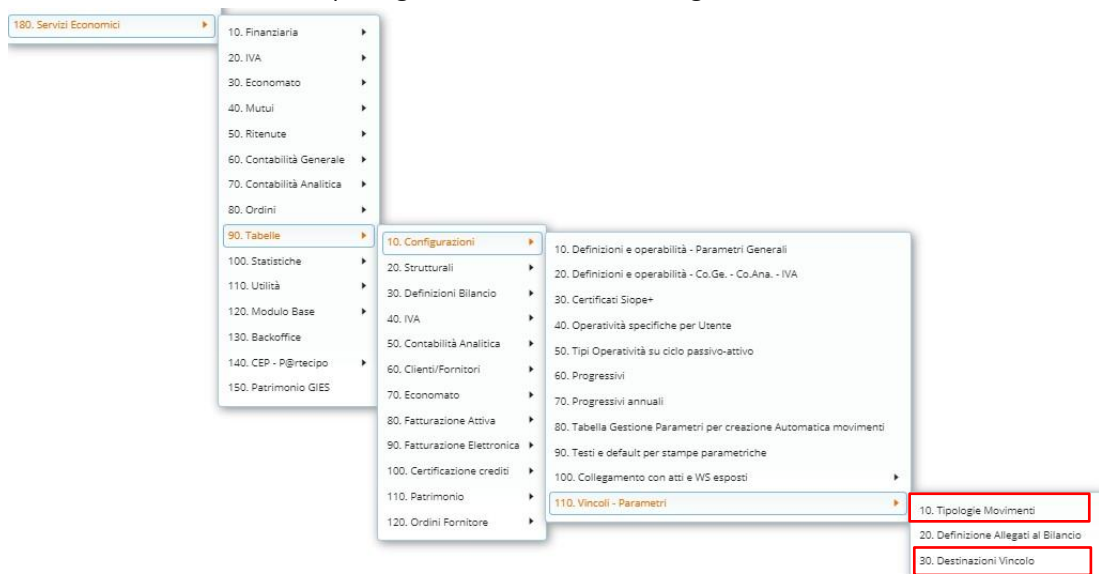 180. Servizi Economici
10. Finanziaria
20. IVA
30. Economato
40. Mutui
50. Ritenute
60. Contabilità Generale
70. Contabilità Analitica
80. Ordini
90. Tabelle
100. Statistiche
110. Utilità
120. Modulo Base
130. Backoffice
140. CEP - P@rtecipo
150. Patrimonio GIES
10. Configurazioni
20. Strutturali
30. Definizioni Bilancio
40. IVA
50. Contabilità Analitica
60. Clienti/Fornitori
70. Economato
80. Fatturazione Attiva
90. Fatturazione Elettronica
100. Certificazione crediti
110. Patrimonio
120. Ordini Fornitore
10. Definizioni e operabilità - Parametri Generali
20. Definizioni e operabilità - Co.Ge. - Co.Ana. - IVA
30. Certificati Siope+
40. Operatività specifiche per Utente
50. Tipi Operatività su ciclo passivo-attivo
60. Progressivi
70. Progressivi annuali
80. Tabella Gestione Parametri per creazione Automatica movimenti
90. Testi e default per stampe parametriche
100. Collegamento con atti e WS esposti
110. Vincoli - Parametri
10. Tipologie Movimenti
20. Definizione Allegati al Bilancio
30. Destinazioni Vincolo